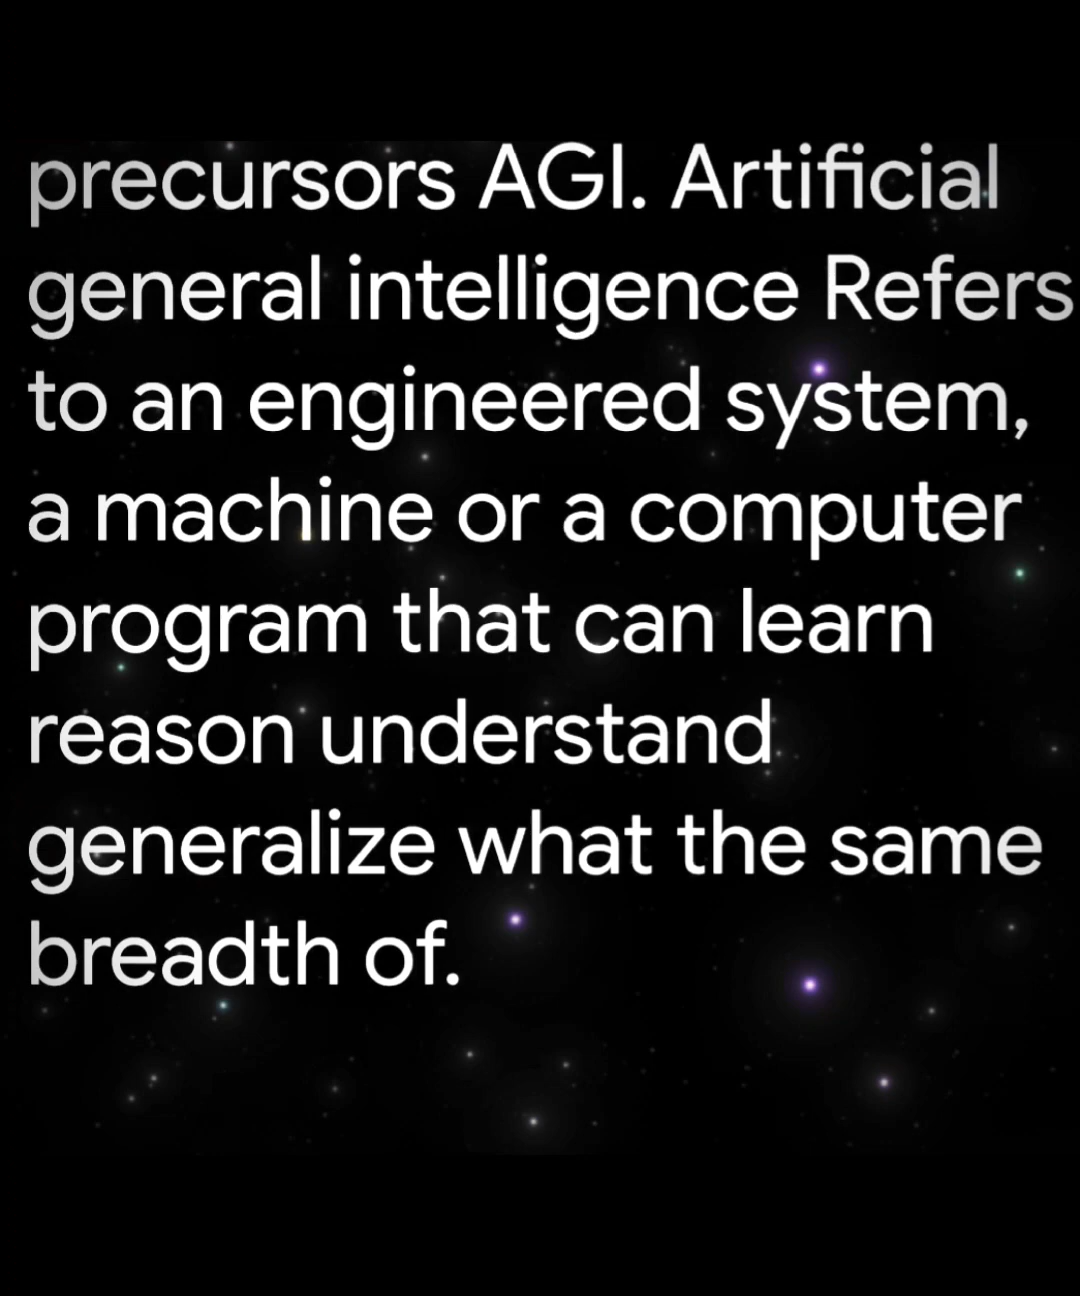 precursors AGI. Artificial
general intelligence Refers
to an engineered system,
a machine or a computer
program that can learn
reason understand
generalize what the same
breadth of.